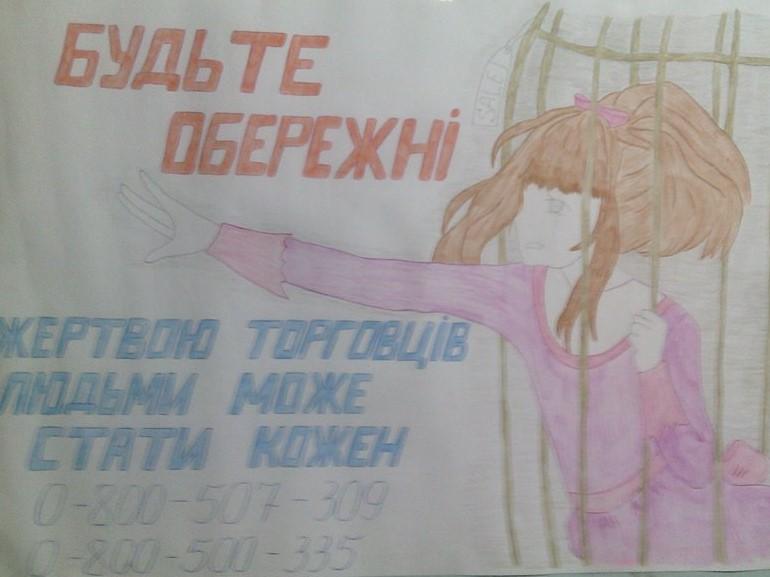 БУДЬТЕ
ОБЕРЕЖНІ
SALE!
ЖЕРТВОЮ ТОРГОВЦІВ
ЛЮДЬМИ МОЖЕ
СТАТИ КОЖЕН
0-800-507-309
0-800-500-335